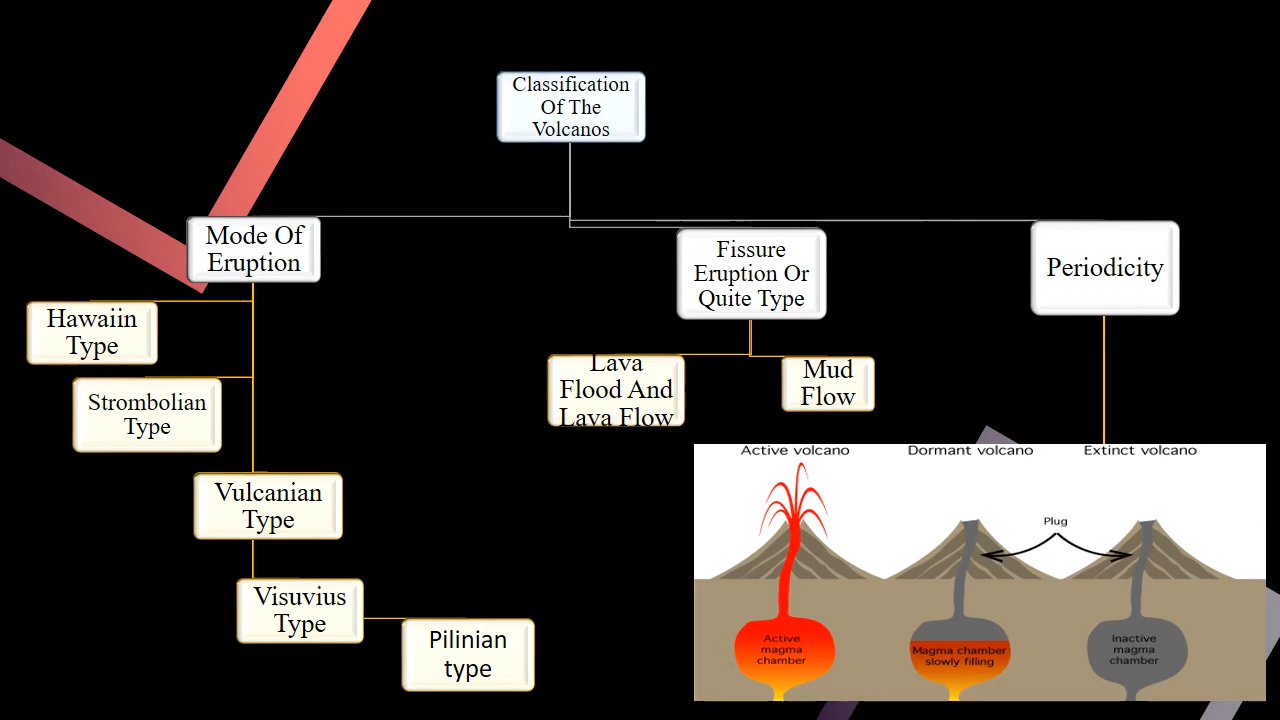 Classification
Of The
Volcanos
Mode Of
Eruption
Fissure
Eruption Or
Quite Type
Periodicity
Hawaiin
Type
Strombolian
Type
Vulcanian
Type
Visuvius
Type
Pilinian
type
Lava
Flood And
Lava Flow
Mud
Flow
Active volcano
Dormant volcano
Extinct volcano
Plug
Active
magma
chamber
Magma chamber
slowly filling
Inactive
magma
chamber